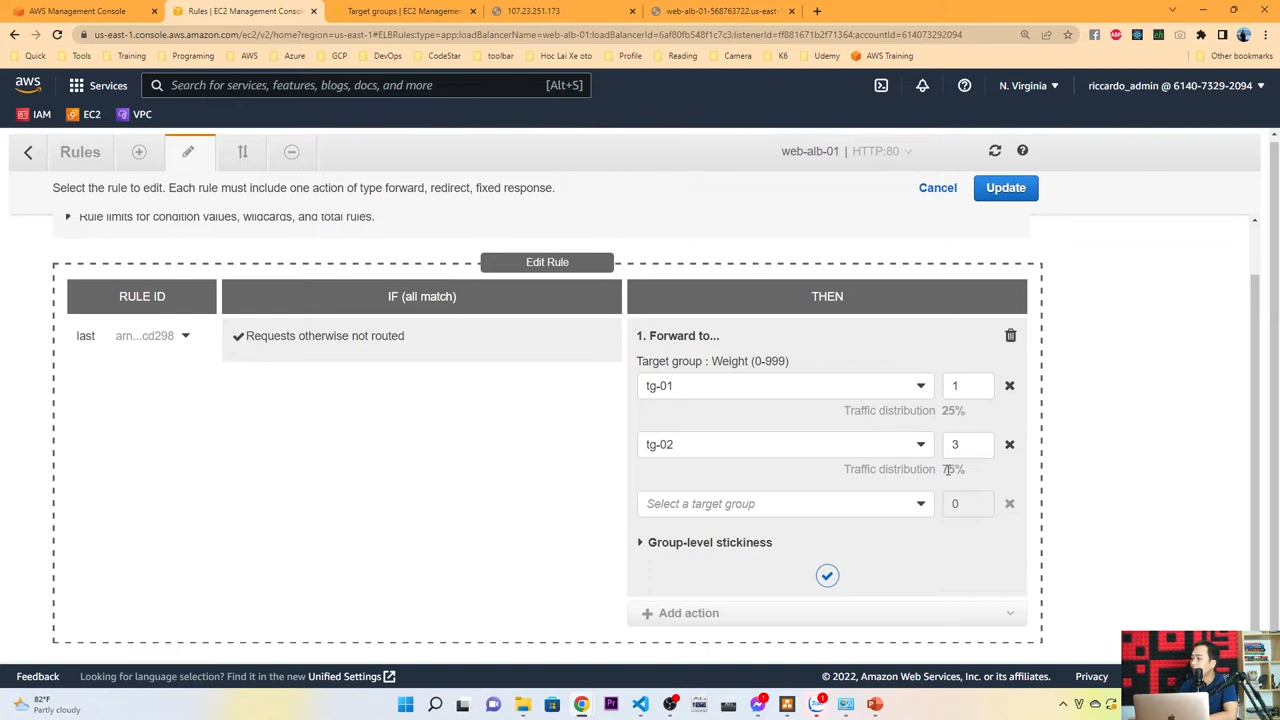 AWS Management Console
Rules | EC2 Management Conso
Target groups | EC2 Managemen
107.23.251.173
web-alb-01-568763722.us-east-
us-east-1.console.aws.amazon.com/ec2/v2/home?region=us-east-1#ELBRules:type=app;loadBalancerName=web-alb-01;loadBalancerId=6af80fb548f1c7c3;listenerId=ff881671b2f71364;accountId=614073292094
Quick Tools Training Programing AWS Azure GCP DevOps CodeStar toolbar Hoc Lai Xe oto Profile Reading Camera K6 Udemy AWS Training Other bookmarks
aws Services Search for services, features, blogs, docs, and more [Alt+S] N. Virginia riccardo_admin @ 6140-7329-2094
IAM EC2 VPC
Rules web-alb-01 | HTTP:80
Select the rule to edit. Each rule must include one action of type forward, redirect, fixed response. Cancel Update
Rule limits for condition values, wildcards, and total rules.
Edit Rule
RULE ID IF (all match) THEN
last arn...cd298 Requests otherwise not routed 1. Forward to...
Target group : Weight (0-999)
tg-01 1
Traffic distribution 25%
tg-02 3
Traffic distribution 75%
Select a target group 0
Group-level stickiness
Add action
Feedback Looking for language selection? Find it in the new Unified Settings © 2022, Amazon Web Services, Inc. or its affiliates. Privacy
82°F
Partly cloudy